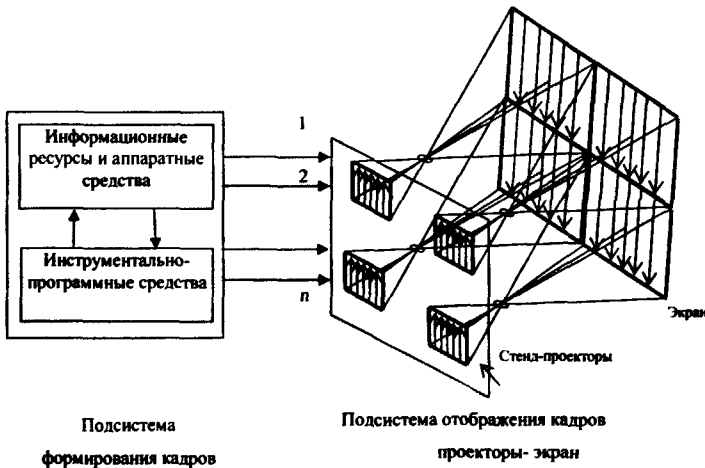 Информационные
ресурсы и аппаратные
средства
Инструментально-
программные средства
1
2
n
Экран
Стенд-проекторы
Подсистема
формирования кадров
Подсистема отображения кадров
проекторы- экран